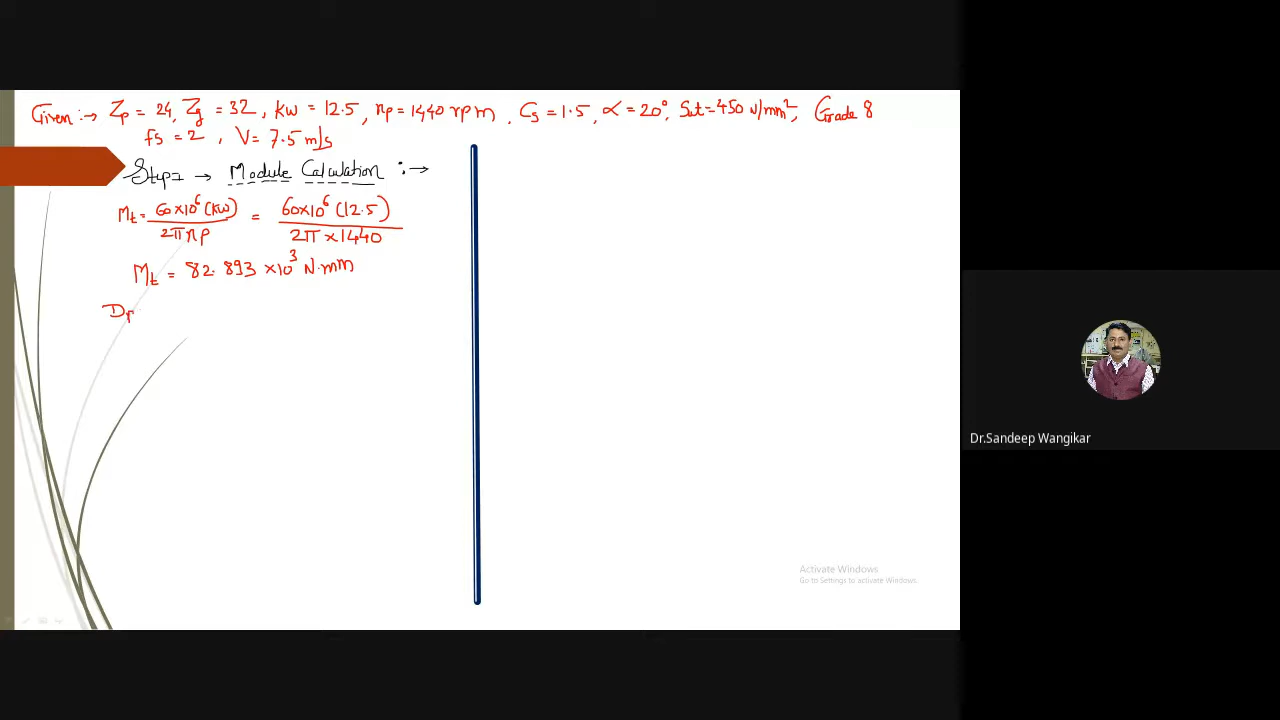 Given :→ Zp = 24, Zg = 32, kW = 12.5, np = 1440 rpm, Cs = 1.5, α = 20°, Sut = 450 N/mm², Grade 8
fs = 2, V = 7.5 m/s
Step I → Module Calculation :→
Mt = 60×10⁶ (kW) / 2π np = 60×10⁶ (12.5) / 2π × 1440
Mt = 82.893 ×10³ N.mm
Dp
Dr.Sandeep Wangikar
Activate Windows
Go to Settings to activate Windows.